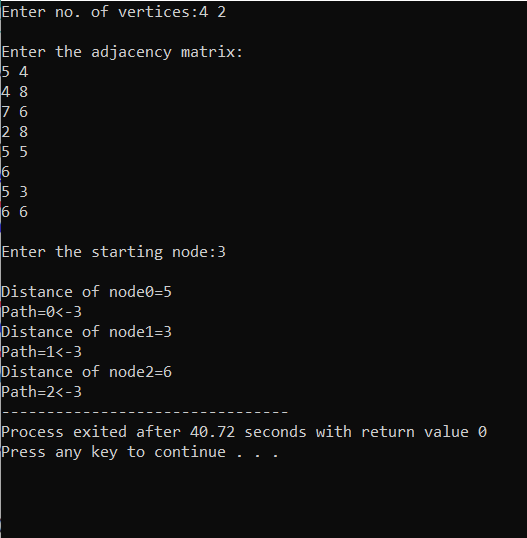 Enter no. of vertices:4 2
Enter the adjacency matrix:
5 4
4 8
7 6
2 8
5 5
6
5 3
6 6
Enter the starting node:3
Distance of node0=5
Path=0<-3
Distance of node1=3
Path=1<-3
Distance of node2=6
Path=2<-3
--------------------------------
Process exited after 40.72 seconds with return value 0
Press any key to continue . . .